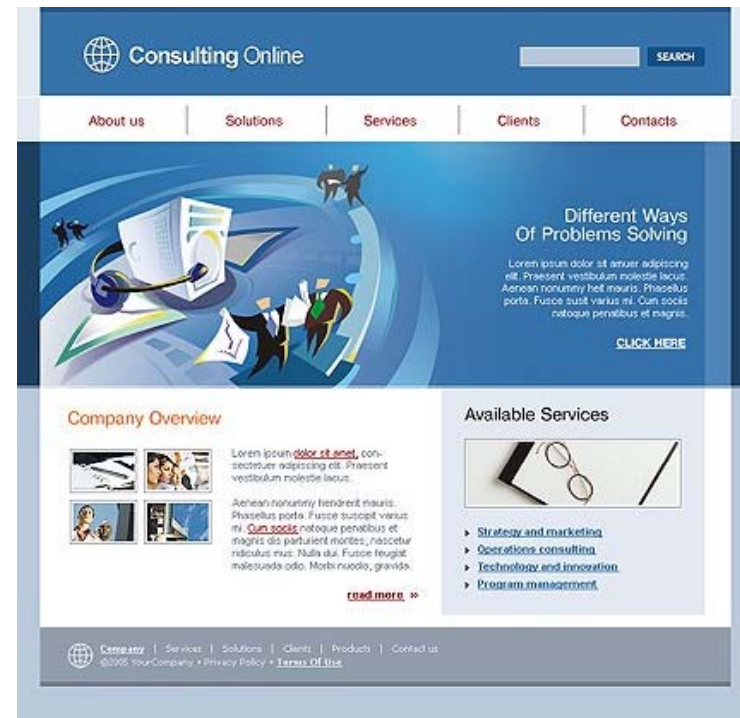 Consulting Online
SEARCH
About us
Solutions
Services
Clients
Contacts
Different Ways
Of Problems Solving
Lorem ipsum dolor sit amuer adipiscing
elit. Praesent vestibulum molestie lacus.
Aenean nonummy heit mauris. Phasellus
porta. Fusce susit varius mi. Cum sociis
natoque penatibus et magnis.
CLICK HERE
Company Overview
Lorem ipsum dolor sit amet, con-
sectetuer adipiscing elit. Praesent
vestibulum molestie lacus.
Aenean nonummy hendrerit mauris.
Phasellus porta. Fusce suscipit varius
mi. Cum sociis natoque penatibus et
magnis dis parturient montes, nascetur
ridiculus mus. Nulla dui. Fusce feugiat
malesuada odio. Morbi nuodio, gravida.
read more »
Available Services
Strategy and marketing
Operations consulting
Technology and innovation
Program management
Company | Services | Solutions | Clients | Products | Contact us
©2005 YourCompany • Privacy Policy • Terms Of Use